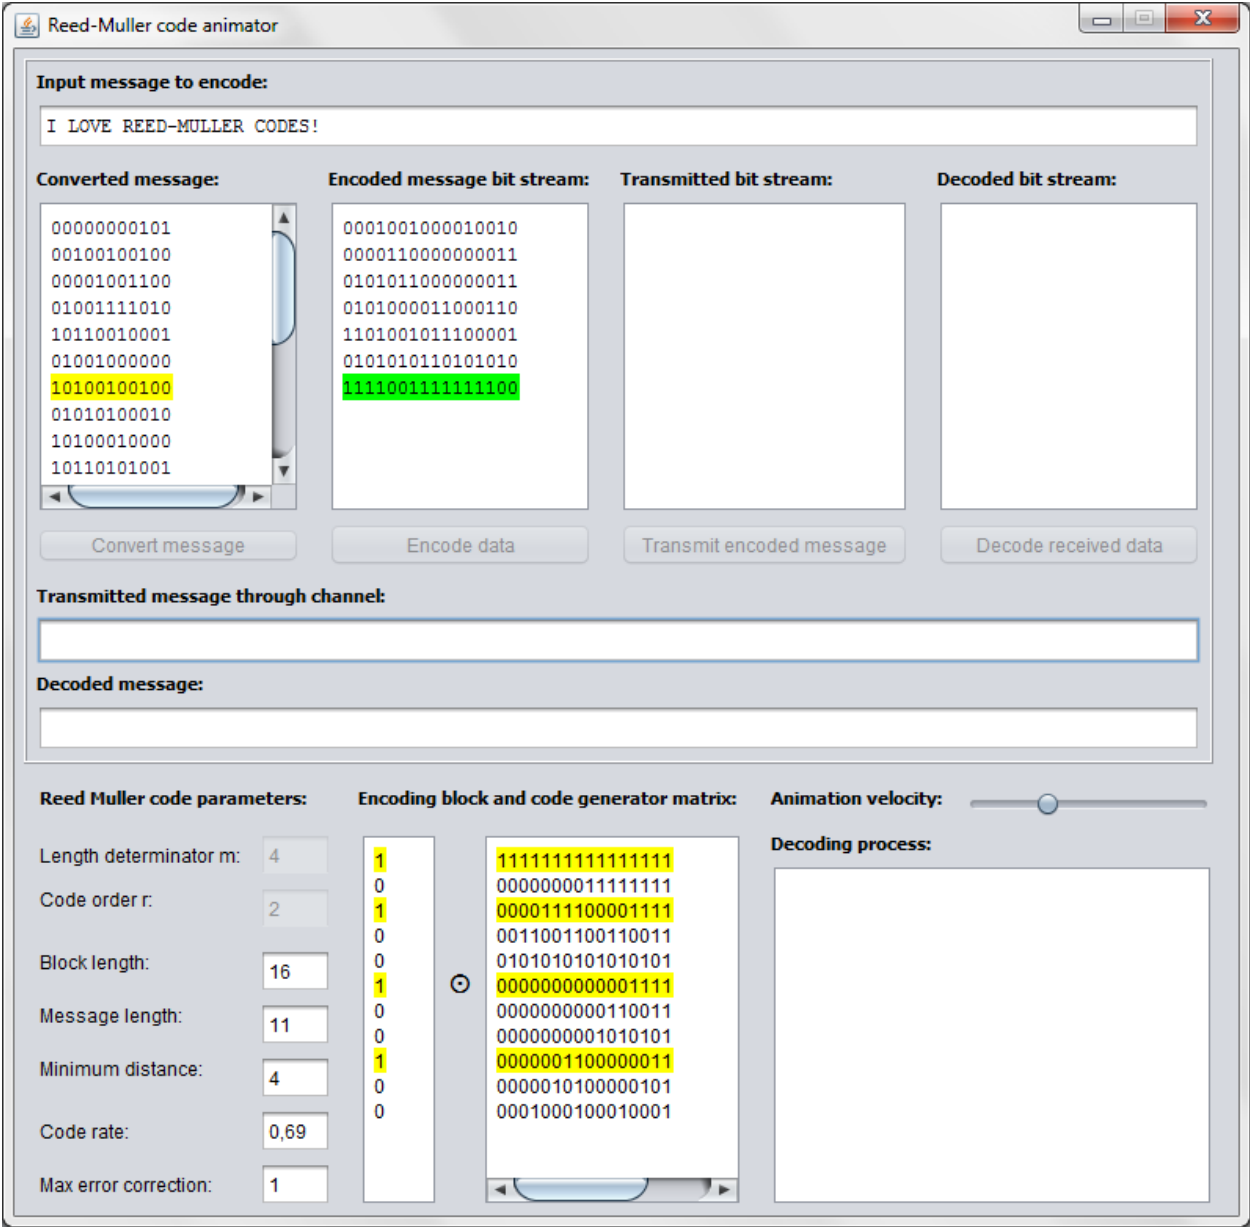 Reed-Muller code animator
Input message to encode:
I LOVE REED-MULLER CODES!
Converted message: Encoded message bit stream: Transmitted bit stream: Decoded bit stream:
00000000101 0001001000010010
00100100100 0000110000000011
00001001100 0101011000000011
01001111010 0101000011000110
10110010001 1101001011100001
01001000000 0101010110101010
10100100100 1111001111111100
01010100010
10100010000
10110101001
Convert message Encode data Transmit encoded message Decode received data
Transmitted message through channel:
Decoded message:
Reed Muller code parameters: Encoding block and code generator matrix: Animation velocity:
Length determinator m: 4
Code order r: 2
Block length: 16
Message length: 11
Minimum distance: 4
Code rate: 0,69
Max error correction: 1
1 1111111111111111
0 0000000011111111
1 0000111100001111
0 0011001100110011
0 0101010101010101
1 0000000000001111
0 0000000000110011
0 0000000001010101
1 0000001100000011
0 0000010100000101
0 0001000100010001
⊙
Decoding process: